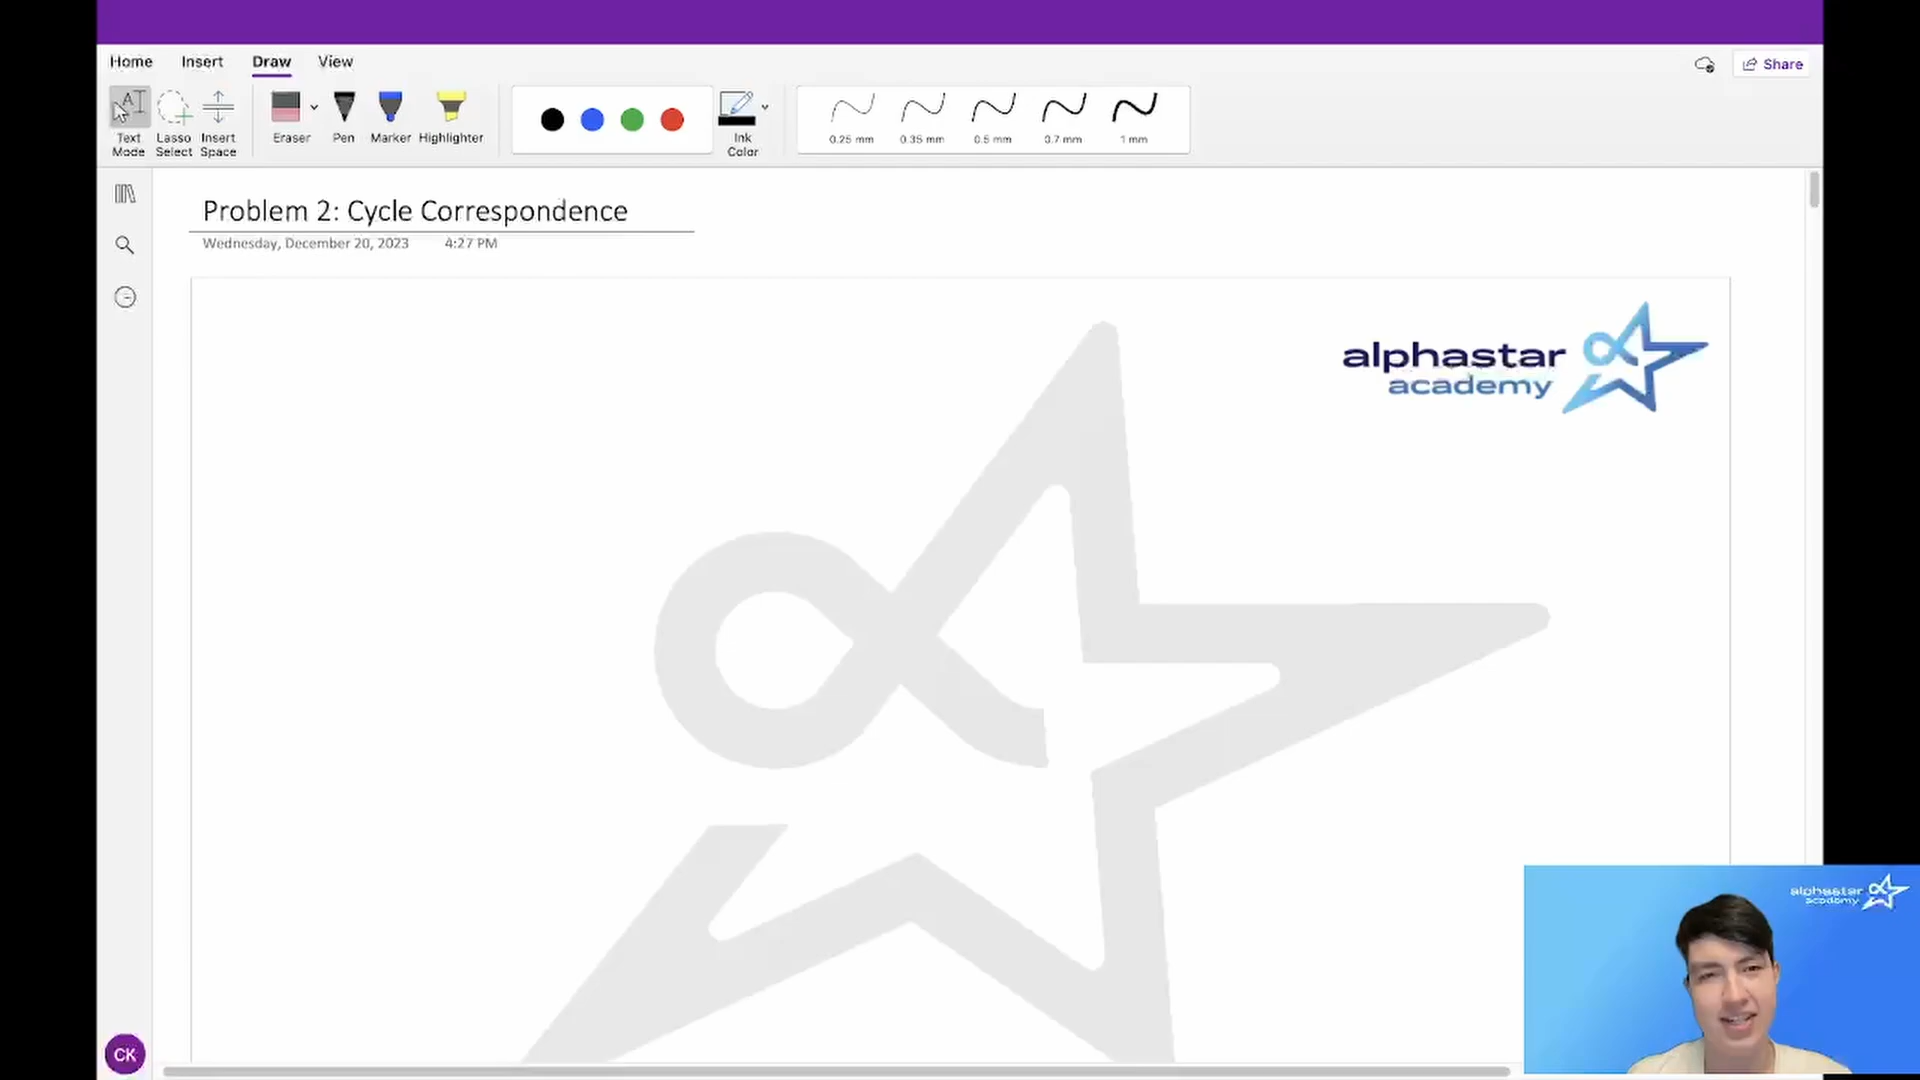 Home Insert Draw View
Share
Text Mode
Lasso Select
Insert Space
Eraser
Pen
Marker
Highlighter
Ink Color
0.25 mm 0.35 mm 0.5 mm 0.7 mm 1 mm
Problem 2: Cycle Correspondence
Wednesday, December 20, 2023 4:27 PM
alphastar
academy
alphastar
academy
CK